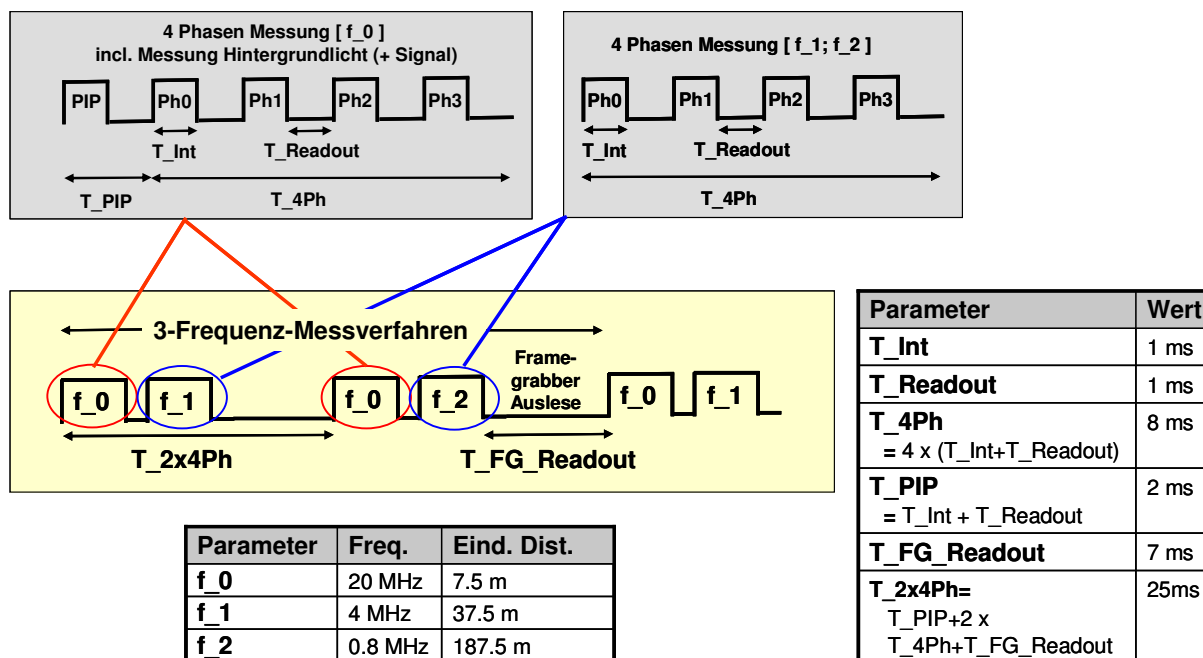 4 Phasen Messung [ f_0 ]
incl. Messung Hintergrundlicht (+ Signal)
PIP Ph0 Ph1 Ph2 Ph3
T_Int T_Readout
T_PIP T_4Ph
4 Phasen Messung [ f_1; f_2 ]
Ph0 Ph1 Ph2 Ph3
T_Int T_Readout
T_4Ph
3-Frequenz-Messverfahren
Frame-
grabber
Auslese
f_0 f_1 f_0 f_2 f_0 f_1
T_2x4Ph T_FG_Readout
Parameter Freq. Eind. Dist.
f_0 20 MHz 7.5 m
f_1 4 MHz 37.5 m
f_2 0.8 MHz 187.5 m
Parameter Wert
T_Int 1 ms
T_Readout 1 ms
T_4Ph 8 ms
= 4 x (T_Int+T_Readout)
T_PIP 2 ms
= T_Int + T_Readout
T_FG_Readout 7 ms
T_2x4Ph= 25ms
T_PIP+2 x
T_4Ph+T_FG_Readout